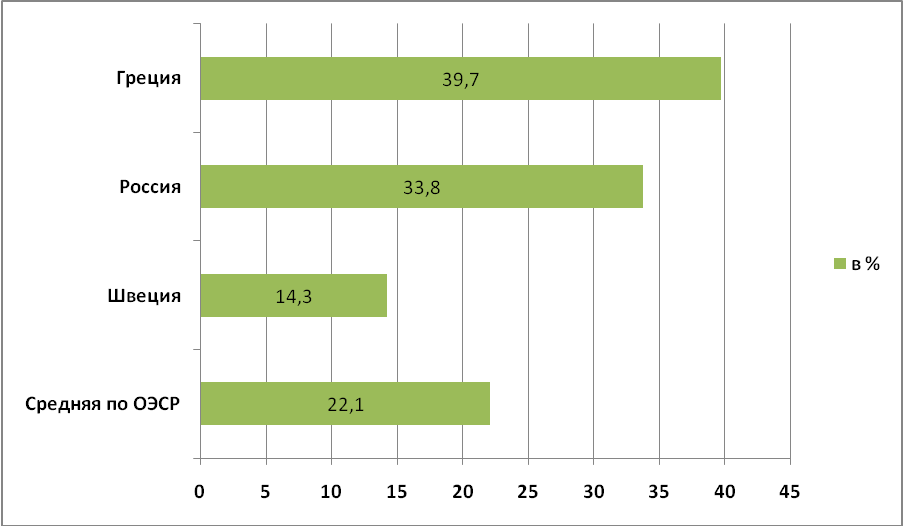 Греция
39,7
Россия
33,8
Швеция
14,3
Средняя по ОЭСР
22,1
в %
0 5 10 15 20 25 30 35 40 45